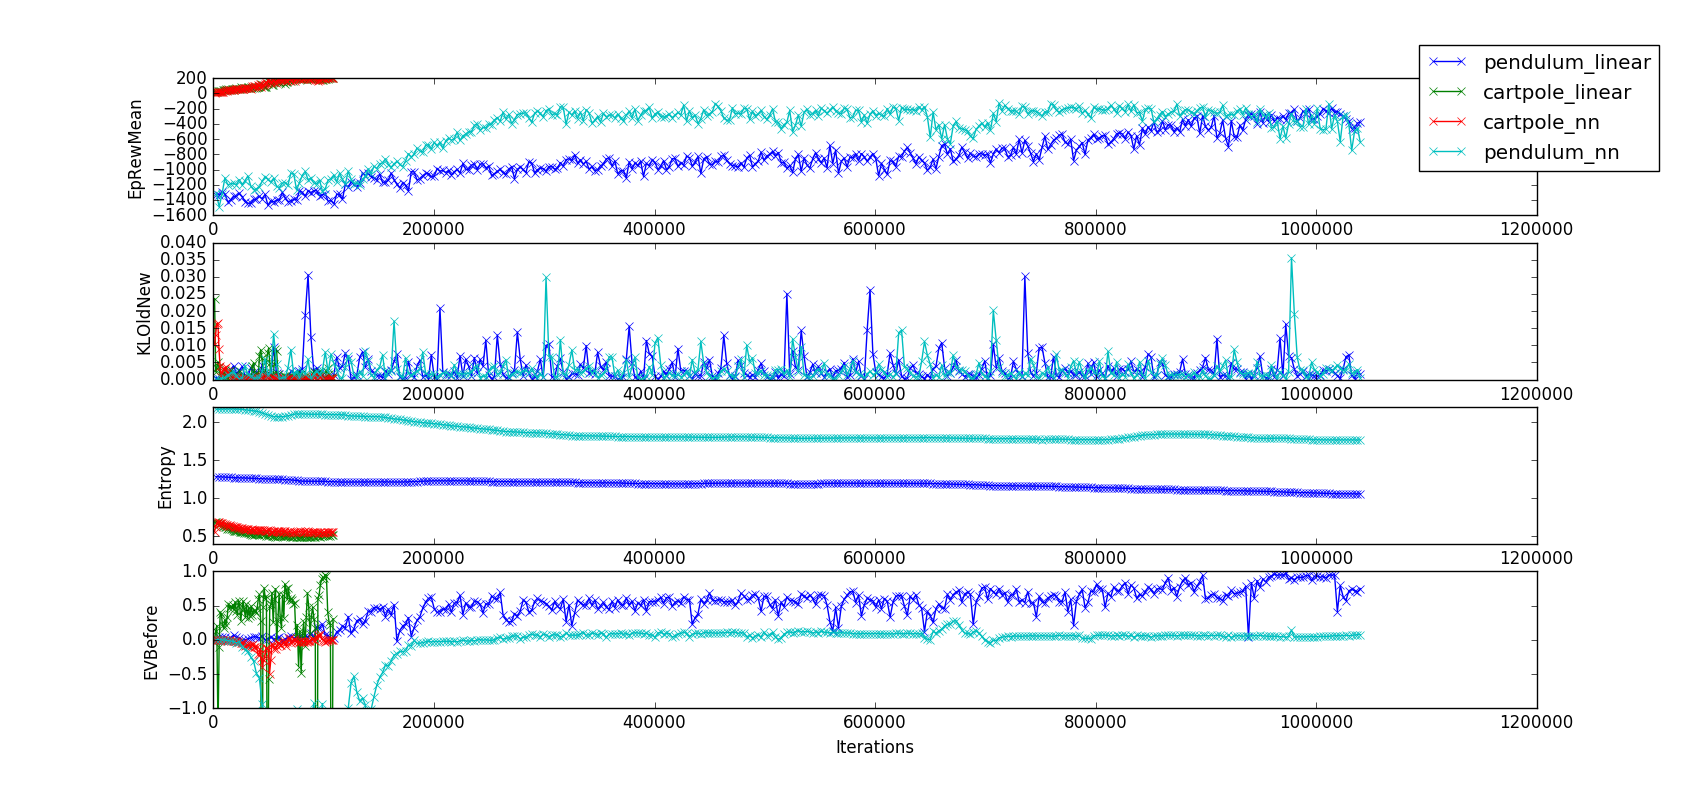 pendulum_linear
cartpole_linear
cartpole_nn
pendulum_nn
EpRewMean
200
0
−200
−400
−600
−800
−1000
−1200
−1400
−1600
0 200000 400000 600000 800000 1000000 1200000
KLOldNew
0.040
0.035
0.030
0.025
0.020
0.015
0.010
0.005
0.000
0 200000 400000 600000 800000 1000000 1200000
Entropy
2.0
1.5
1.0
0.5
0 200000 400000 600000 800000 1000000 1200000
EVBefore
1.0
0.5
0.0
−0.5
−1.0
0 200000 400000 600000 800000 1000000 1200000
Iterations